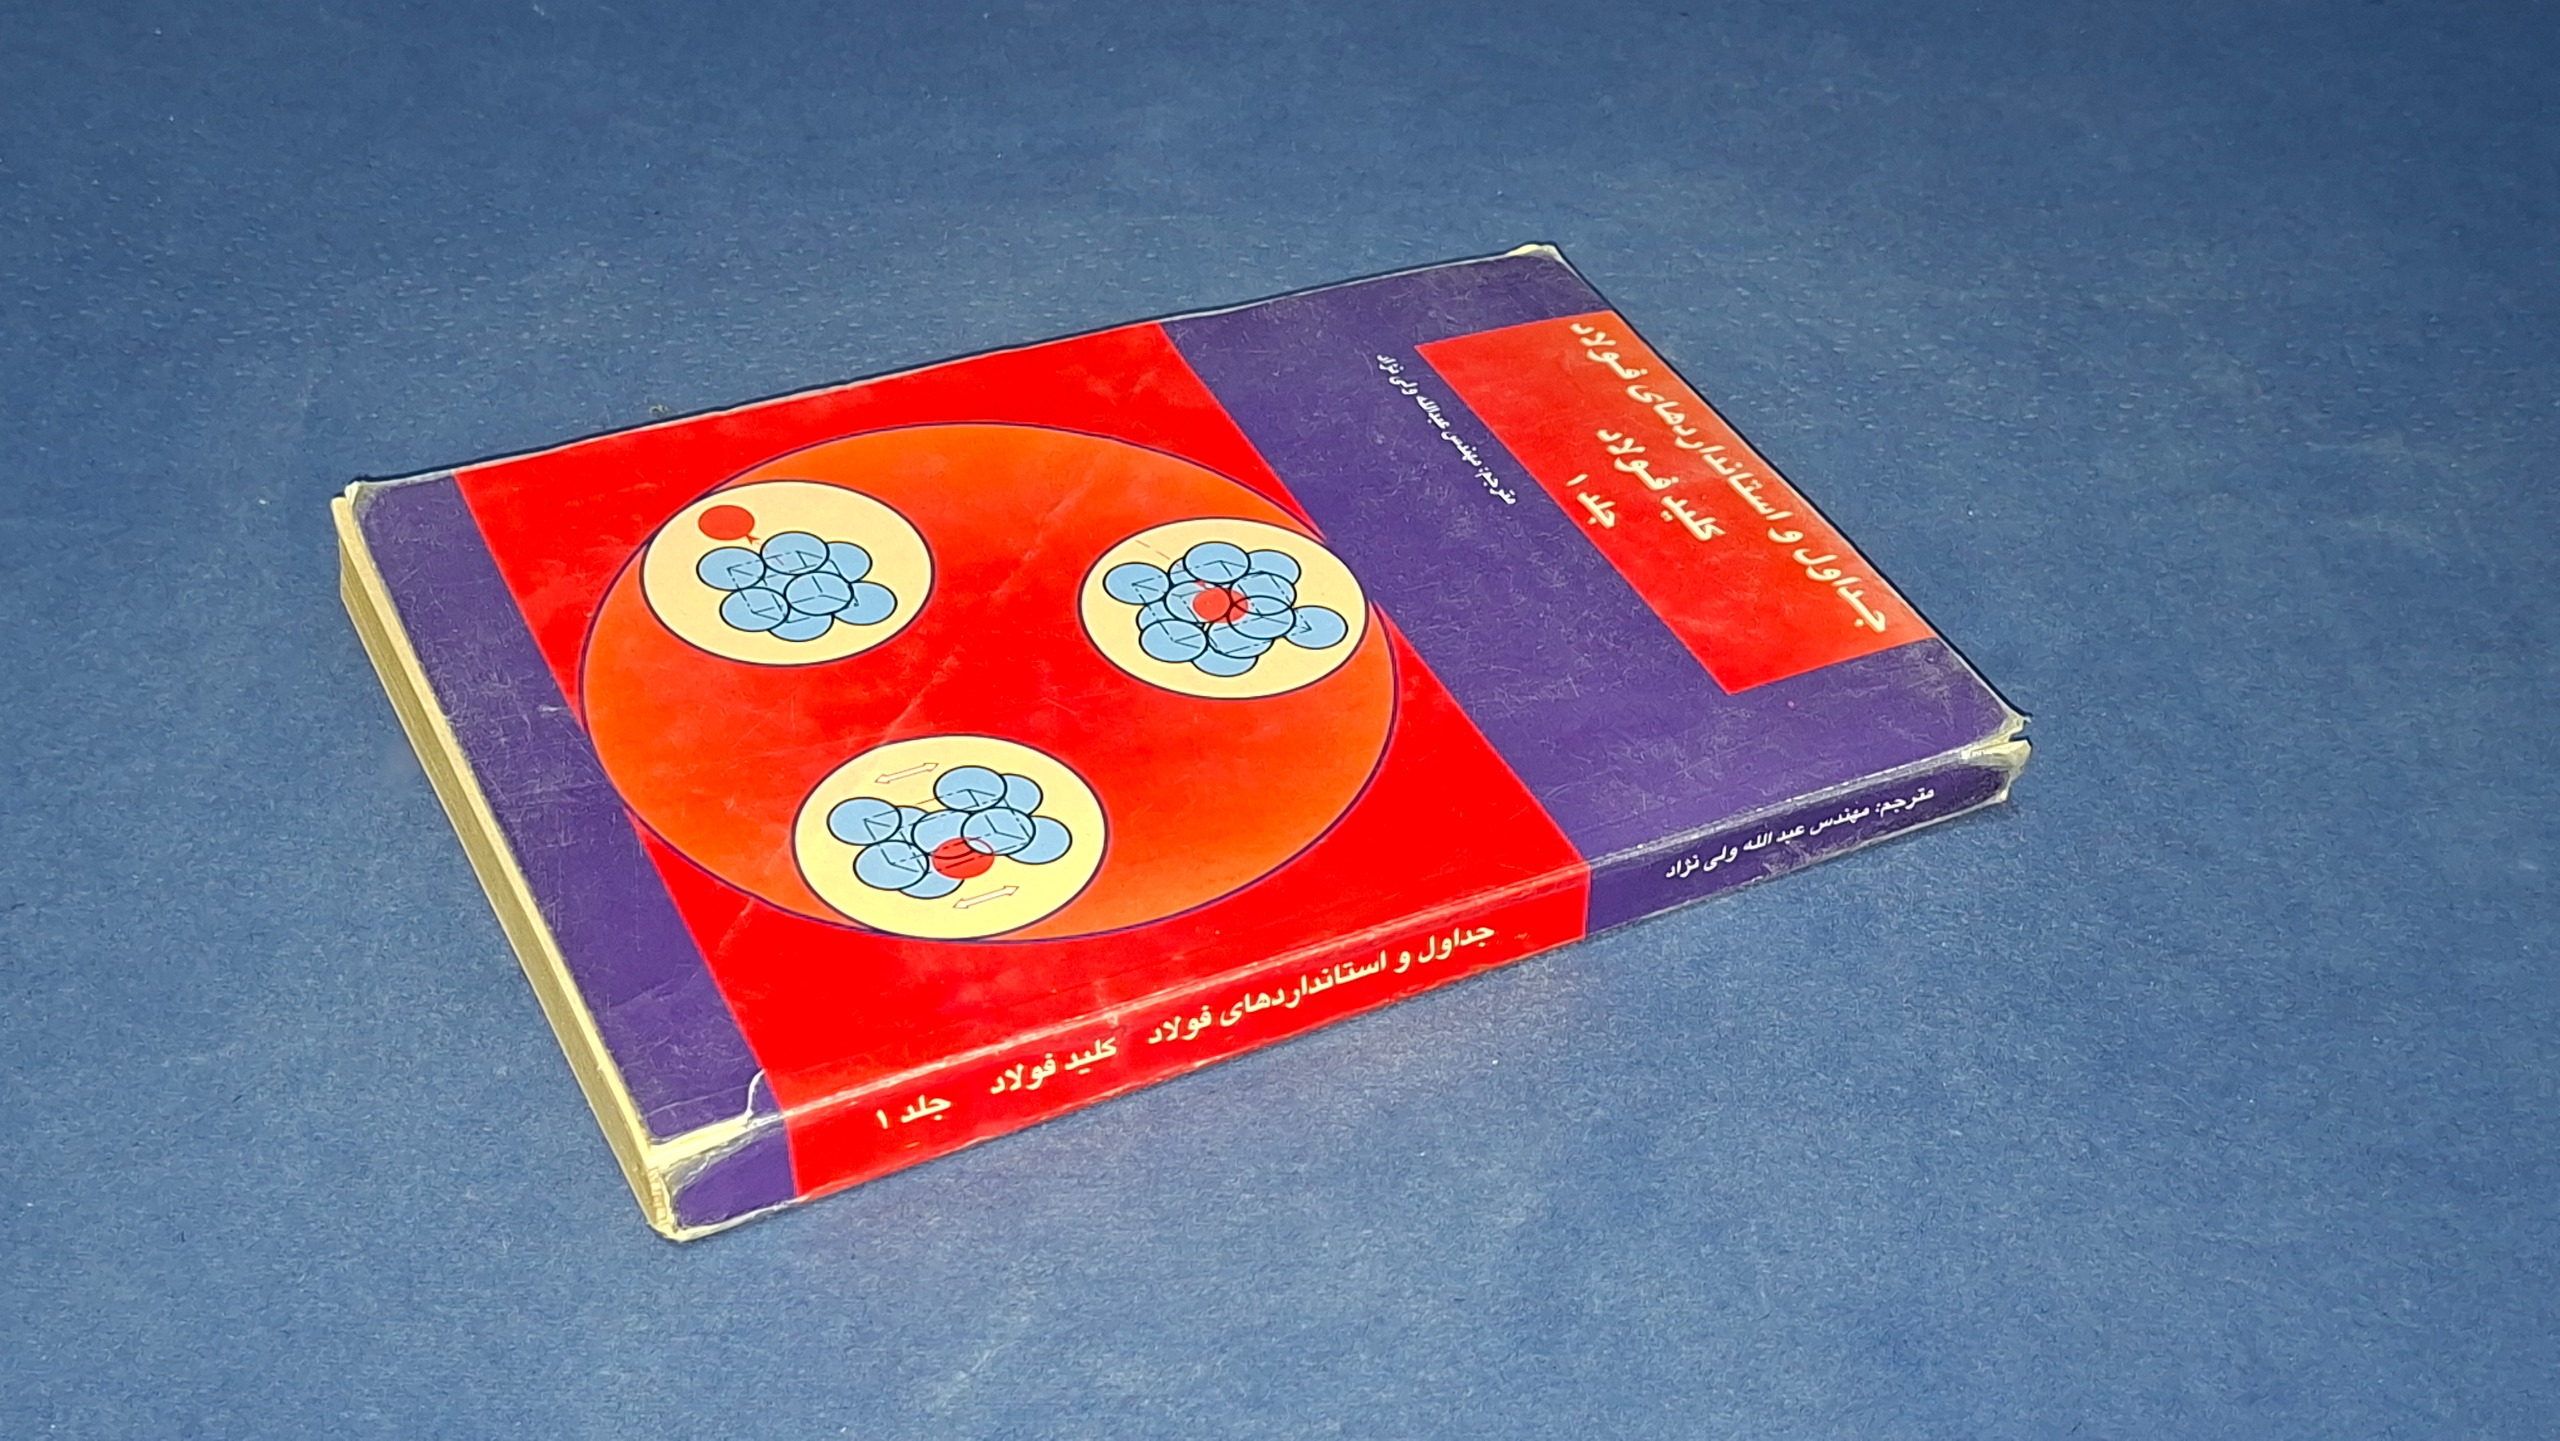 جداول و استانداردهای فولاد
کلید فولاد
جلد ۱
مترجم: مهندس عبدالله ولی نژاد
جداول و استانداردهای فولاد کلید فولاد جلد ۱
مترجم: مهندس عبد الله ولی نژاد